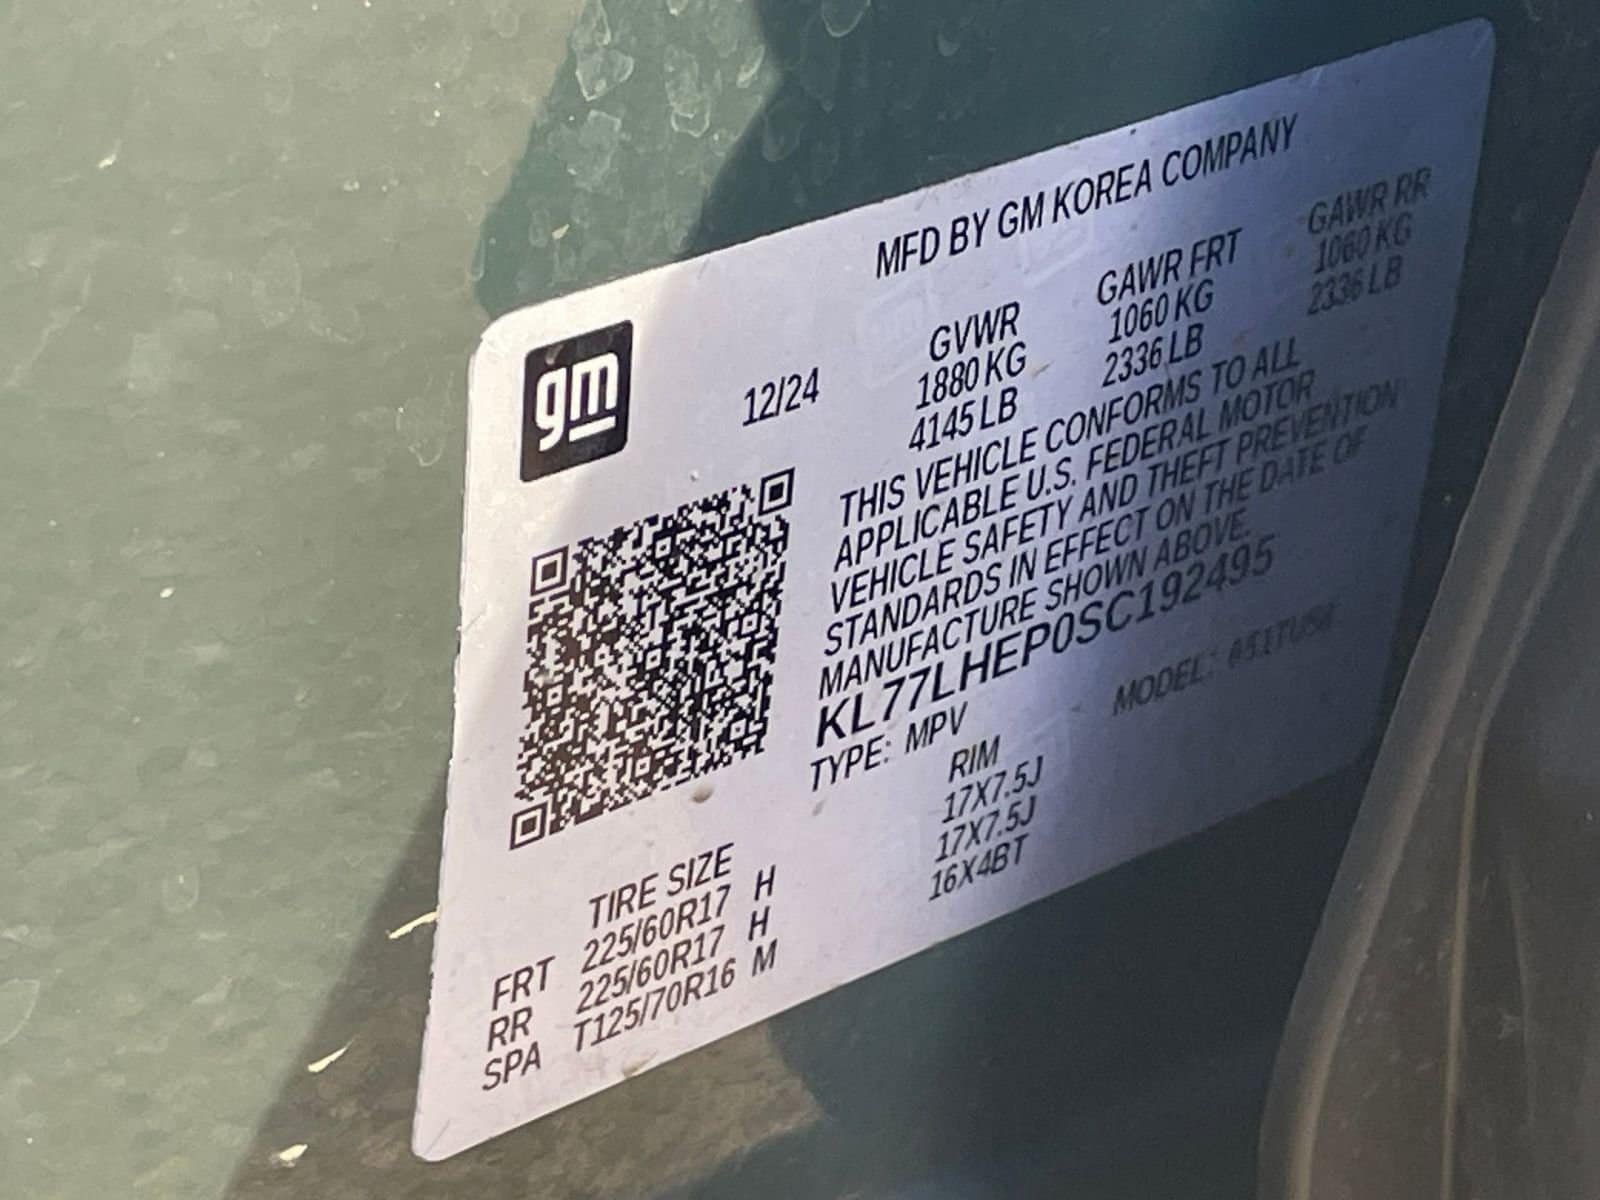 MFD BY GM KOREA COMPANY
gm
12/24
GVWR GAWR FRT GAWR RR
1880 KG 1060 KG 1060 KG
4145 LB 2336 LB 2336 LB
THIS VEHICLE CONFORMS TO ALL
APPLICABLE U.S. FEDERAL MOTOR
VEHICLE SAFETY AND THEFT PREVENTION
STANDARDS IN EFFECT ON THE DATE OF
MANUFACTURE SHOWN ABOVE.
KL77LHEP0SC192495
TYPE: MPV MODEL:
TIRE SIZE RIM
FRT 225/60R17 H 17X7.5J
RR 225/60R17 H 17X7.5J
SPA T125/70R16 M 16X4BT